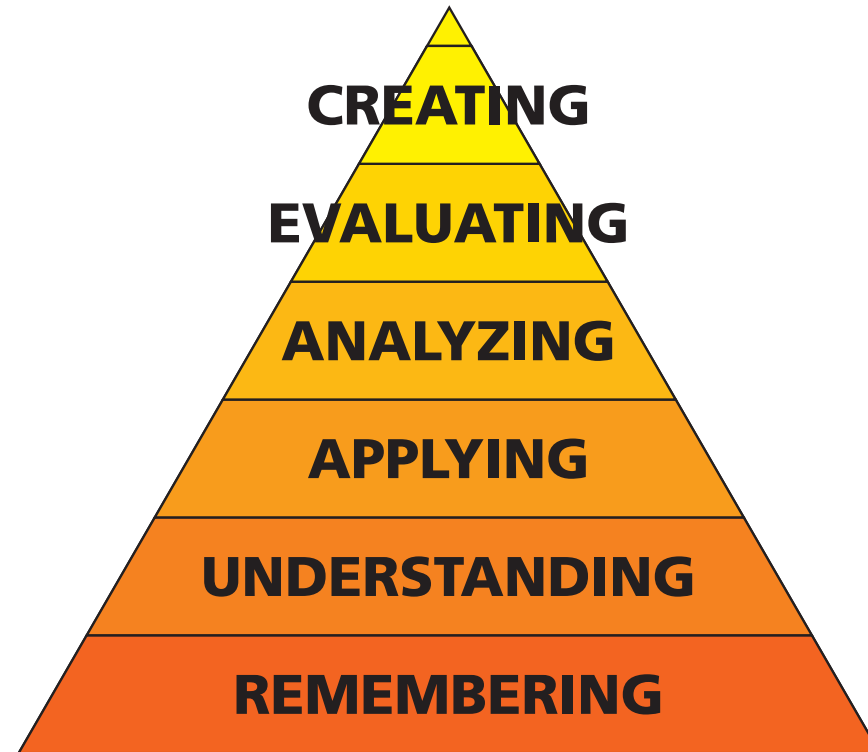 CREATING
EVALUATING
ANALYZING
APPLYING
UNDERSTANDING
REMEMBERING